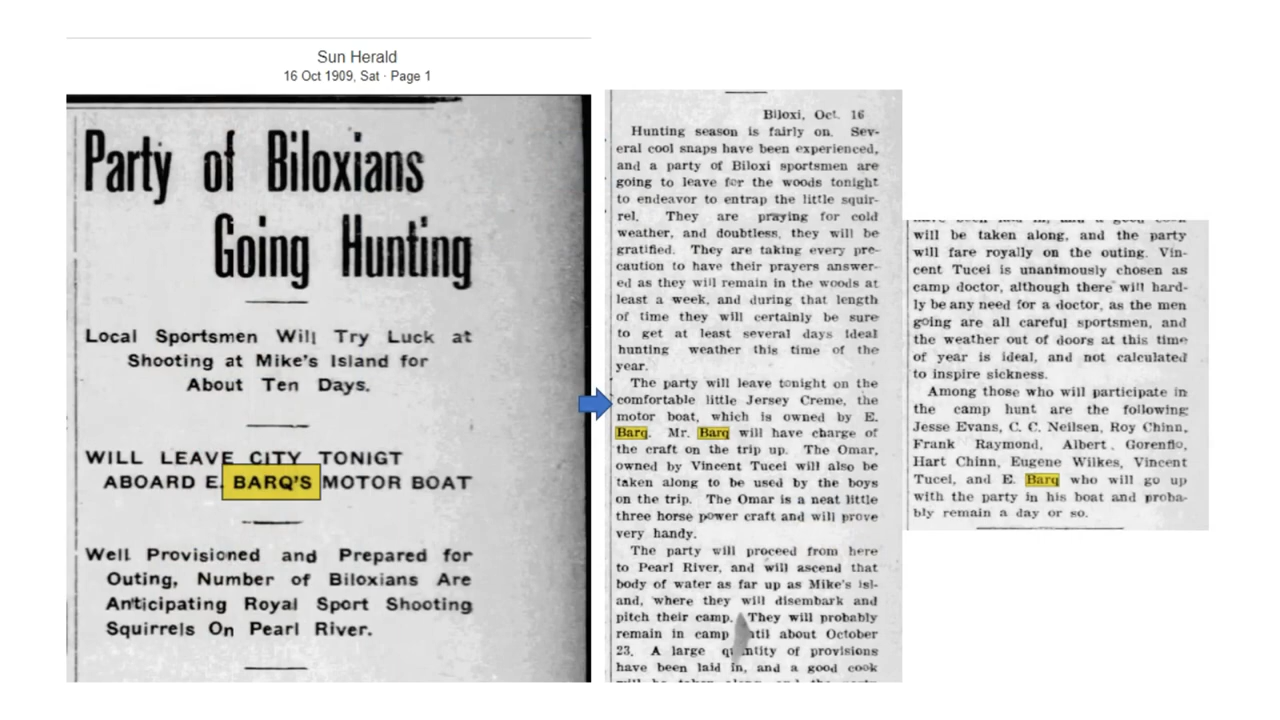 Sun Herald
16 Oct 1909, Sat · Page 1
Party of Biloxians
Going Hunting
Local Sportsmen Will Try Luck at
Shooting at Mike's Island for
About Ten Days.
WILL LEAVE CITY TONIGT
ABOARD E. BARQ'S MOTOR BOAT
Well Provisioned and Prepared for
Outing, Number of Biloxians Are
Anticipating Royal Sport Shooting
Squirrels On Pearl River.
Biloxi, Oct. 16
Hunting season is fairly on. Sev-
eral cool snaps have been experienced,
and a party of Biloxi sportsmen are
going to leave for the woods tonight
to endeavor to entrap the little squir-
rel. They are praying for cold
weather, and doubtless, they will be
gratified. They are taking every pre-
caution to have their prayers answer-
ed as they will remain in the woods at
least a week, and during that length
of time they will certainly be sure
to get at least several days ideal
hunting weather this time of the
year.
The party will leave tonight on the
comfortable little Jersey Creme, the
motor boat, which is owned by E.
Barq. Mr. Barq will have charge of
the craft on the trip up. The Omar,
owned by Vincent Tucei will also be
taken along to be used by the boys
on the trip. The Omar is a neat little
three horse power craft and will prove
very handy.
The party will proceed from here
to Pearl River, and will ascend that
body of water as far up as Mike's Isl-
and, where they will disembark and
pitch their camp. They will probably
remain in camp until about October
23. A large quantity of provisions
have been laid in, and a good cook
will be taken along, and the party
have been laid in, and a good cook
will be taken along, and the party
will fare royally on the outing. Vin-
cent Tucei is unanimously chosen as
camp doctor, although there will hard-
ly be any need for a doctor, as the men
going are all careful sportsmen, and
the weather out of doors at this time
of year is ideal, and not calculated
to inspire sickness.
Among those who will participate in
the camp hunt are the following:
Jesse Evans, C. C. Neilsen, Roy Chinn,
Frank Raymond, Albert Gorenflo,
Hart Chinn, Eugene Wilkes, Vincent
Tucei, and E. Barq who will go up
with the party in his boat and proba-
bly remain a day or so.